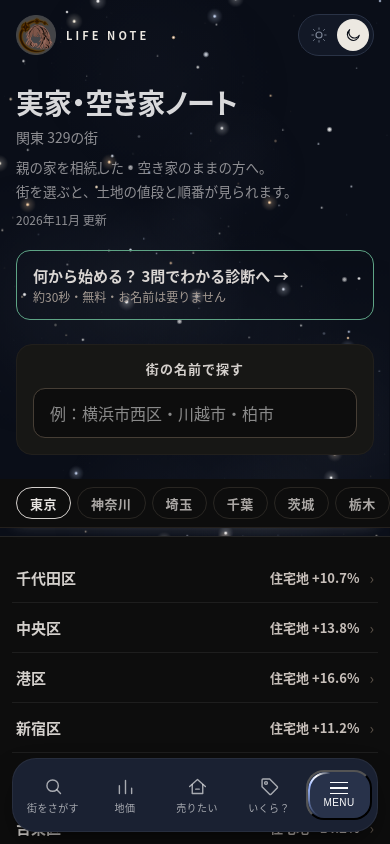 LIFE NOTE
実家・空き家ノート
関東 329の街
親の家を相続した・空き家のままの方へ。
街を選ぶと、土地の値段と順番が見られます。
2026年11月 更新
何から始める？ 3問でわかる診断へ →
約30秒・無料・お名前は要りません
街の名前で探す
例：横浜市西区・川越市・柏市
東京 神奈川 埼玉 千葉 茨城 栃木
千代田区 住宅地 +10.7% ›
中央区 住宅地 +13.8% ›
港区 住宅地 +16.6% ›
新宿区 住宅地 +11.2% ›
街をさがす 地価 売りたい いくら？ MENU